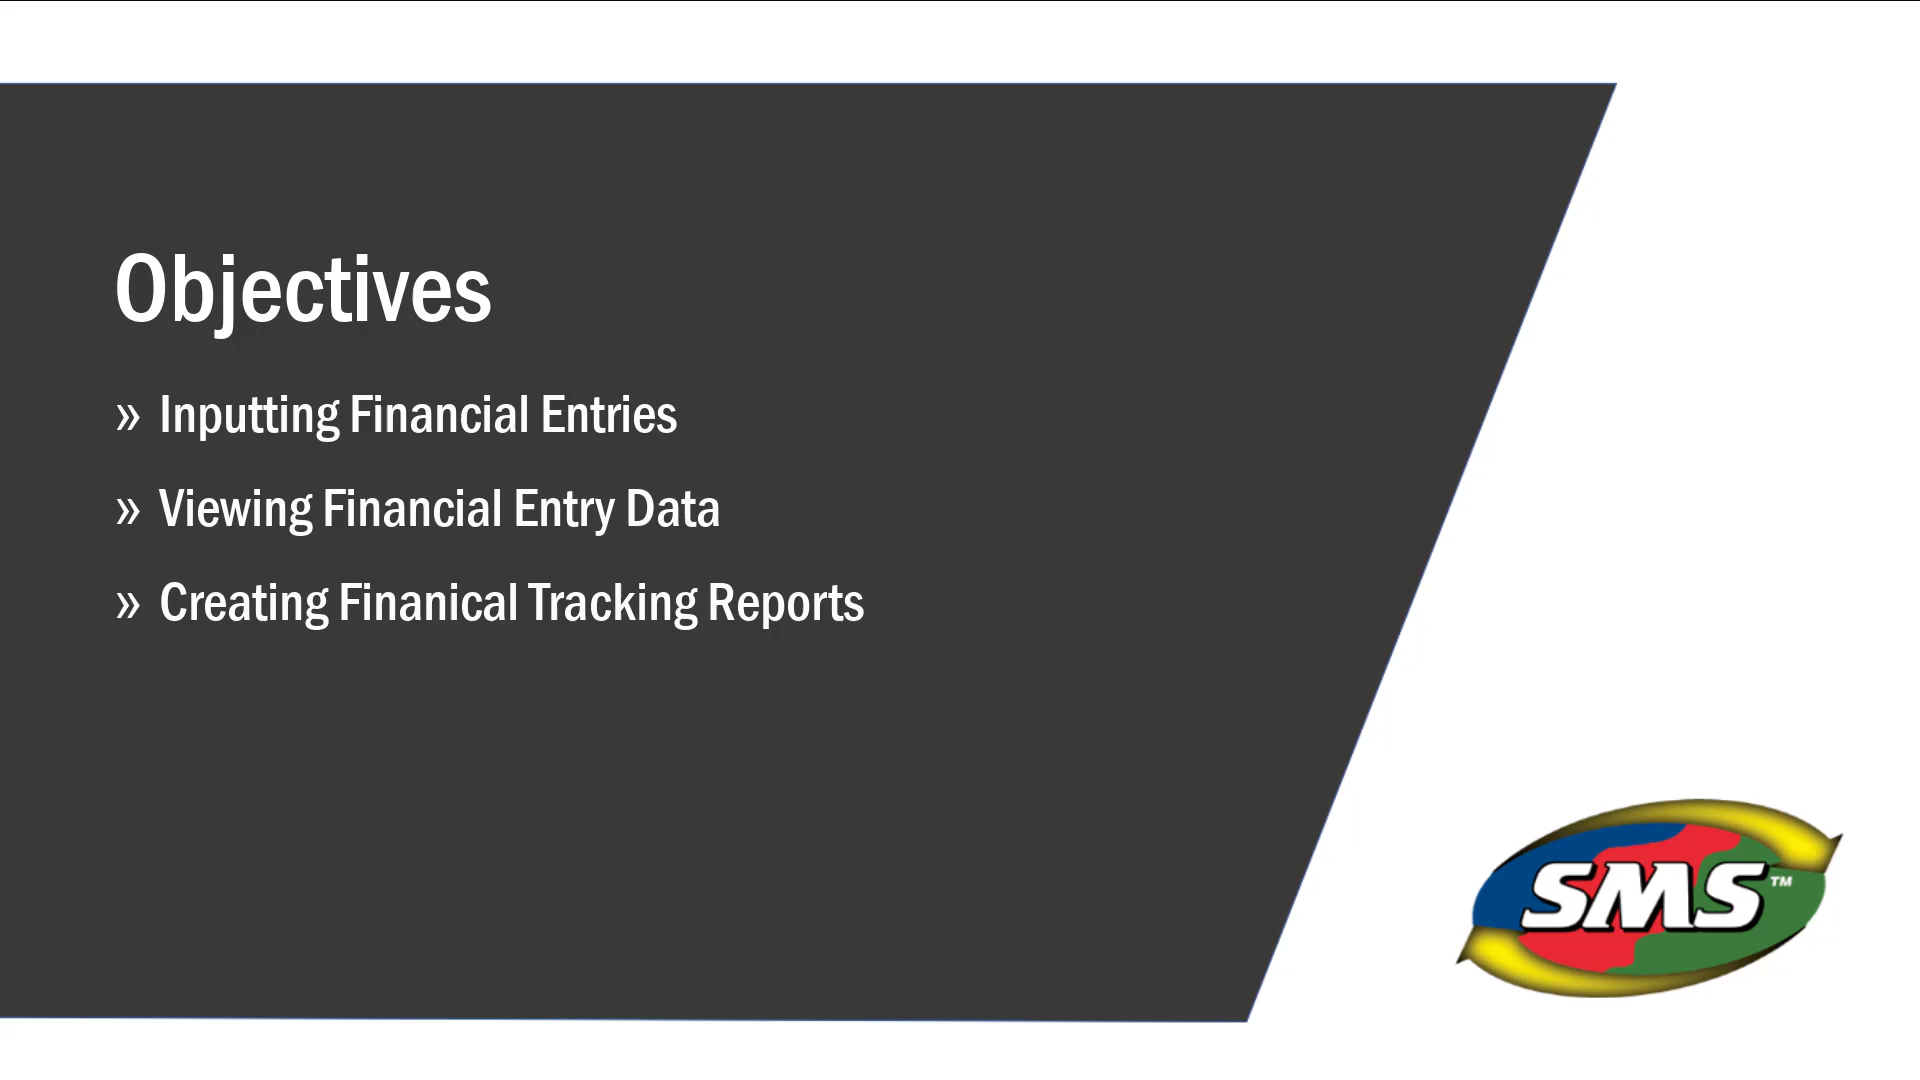 Objectives
» Inputting Financial Entries
» Viewing Financial Entry Data
» Creating Finanical Tracking Reports
SMS™